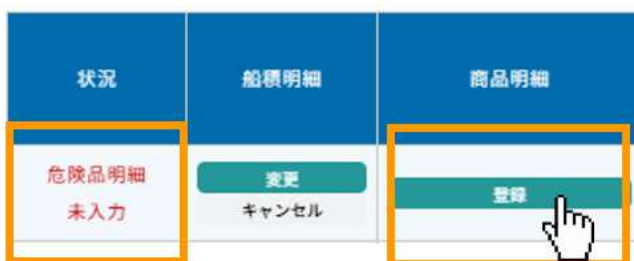 状況
船積明細
商品明細
危険品明細
未入力
変更
キャンセル
登録